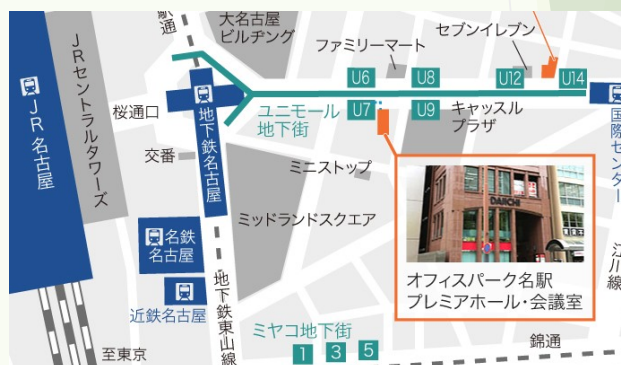 駅
通
大名古屋
ビルヂング
セブンイレブン
ファミリーマート
JRセントラルタワーズ
U6
U8
U12
U14
桜通口
ユニモール
地下街
U7
U9
キャッスル
プラザ
JR名古屋
地下鉄名古屋
国際センター
交番
ミニストップ
ミッドランドスクエア
DAIICHI
名鉄
名古屋
近鉄名古屋
地下鉄東山線
江川線
オフィスパーク名駅
プレミアホール・会議室
ミヤコ地下街
錦通
至東京
1
3
5